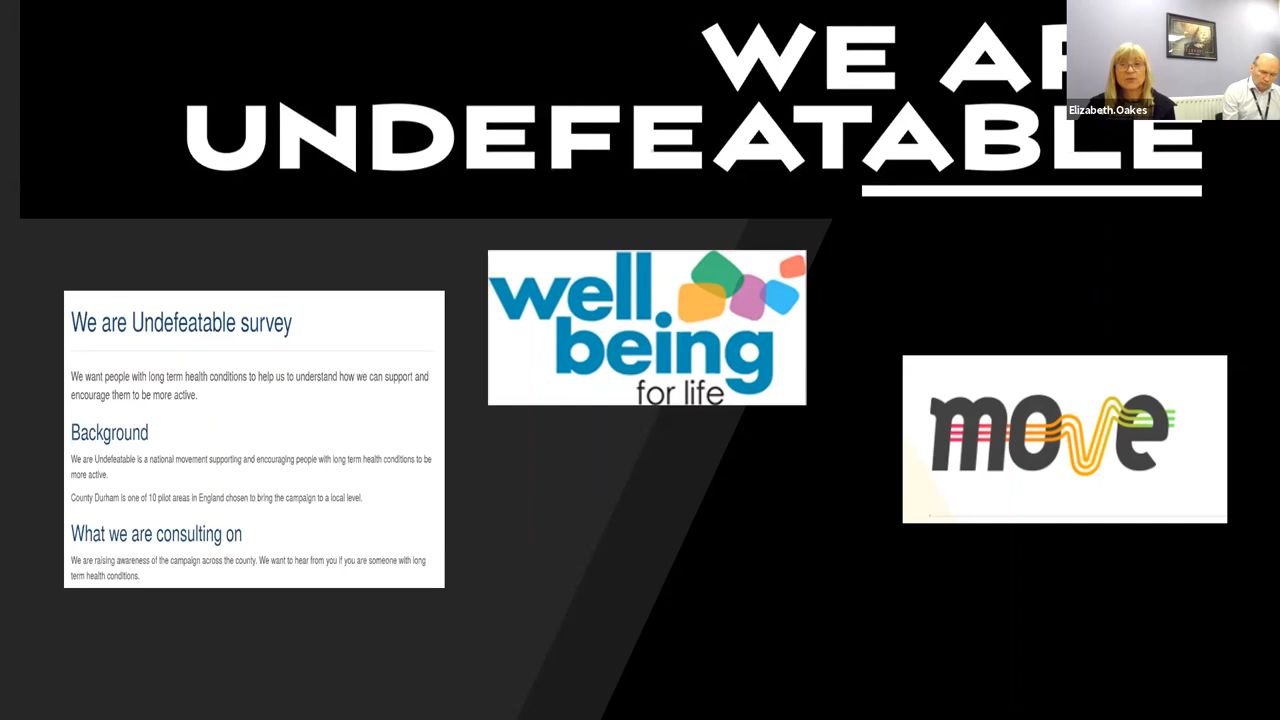 WE AR
UNDEFEATABLE
Elizabeth.Oakes
We are Undefeatable survey
We want people with long term health conditions to help us to understand how we can support and
encourage them to be more active.
Background
We are Undefeatable is a national movement supporting and encouraging people with long term health conditions to be
more active.
County Durham is one of 10 pilot areas in England chosen to bring the campaign to a local level.
What we are consulting on
We are raising awareness of the campaign across the county. We want to hear from you if you are someone with long
term health conditions.
well
being
for life
move